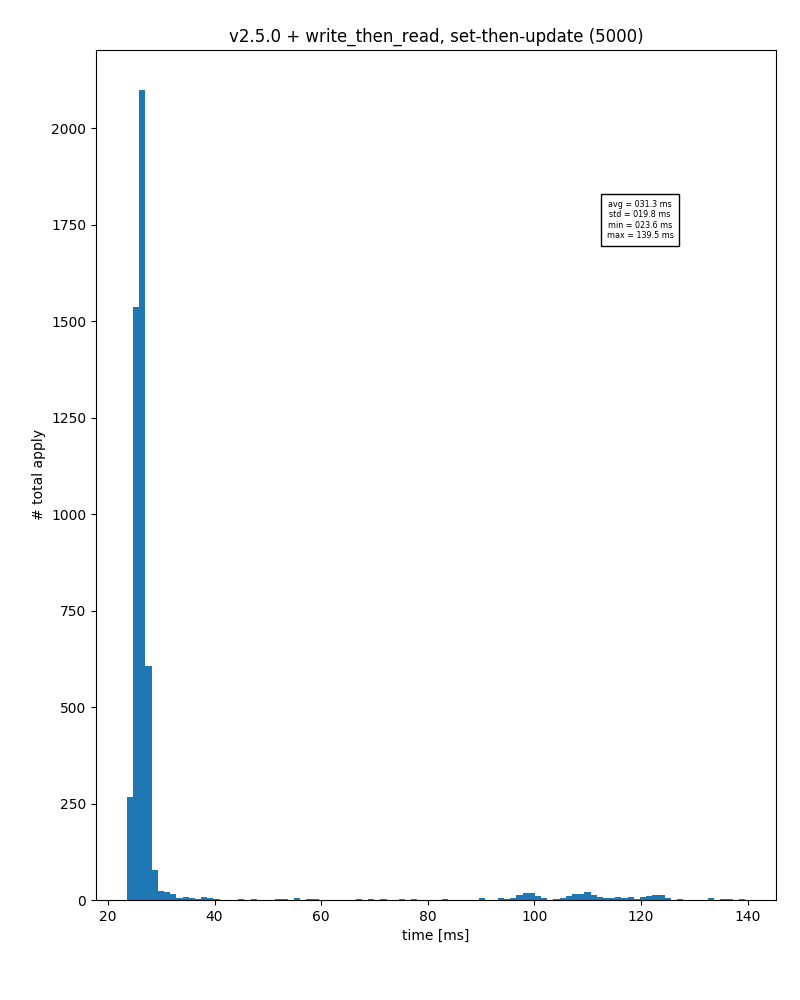 v2.5.0 + write_then_read, set-then-update (5000)
2000
1750
1500
1250
1000
750
500
250
0
# total apply
avg = 031.3 ms
std = 019.8 ms
min = 023.6 ms
max = 139.5 ms
20 40 60 80 100 120 140
time [ms]